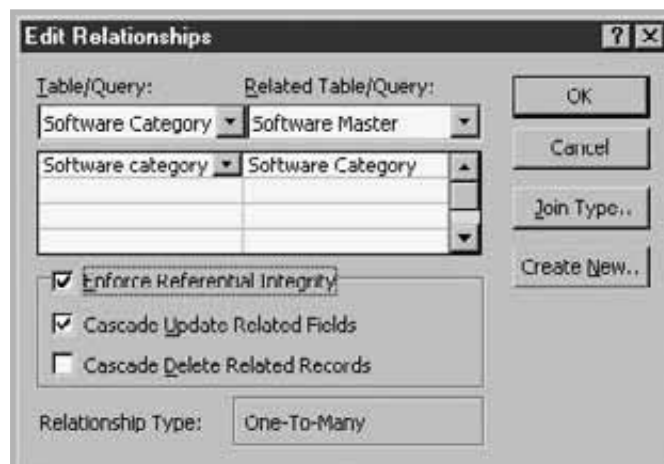 Edit Relationships
Table/Query: Related Table/Query:
Software Category Software Master
Software category Software Category
Enforce Referential Integrity
Cascade Update Related Fields
Cascade Delete Related Records
Relationship Type: One-To-Many
OK
Cancel
Join Type..
Create New..